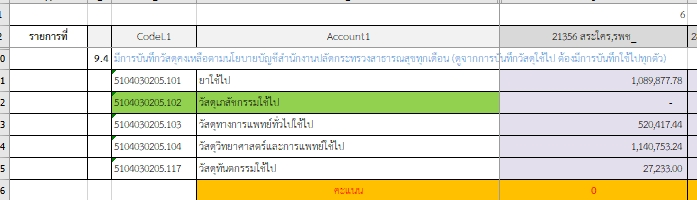 6
รายการที่ CodeL1 Account1 21356 สระใคร,รพช_
9.4 มีการบันทึกวัสดุคงเหลือตามนโยบายบัญชีสำนักงานปลัดกระทรวงสาธารณสุขทุกเดือน (ดูจากการบันทึกวัสดุใช้ไป ต้องมีการบันทึกใช้ไปทุกตัว)
5104030205.101 ยาใช้ไป 1,089,877.78
5104030205.102 วัสดุเภสัชกรรมใช้ไป -
5104030205.103 วัสดุทางการแพทย์ทั่วไปใช้ไป 520,417.44
5104030205.104 วัสดุวิทยาศาสตร์และการแพทย์ใช้ไป 1,140,753.24
5104030205.117 วัสดุทันตกรรมใช้ไป 27,233.00
คะแนน 0